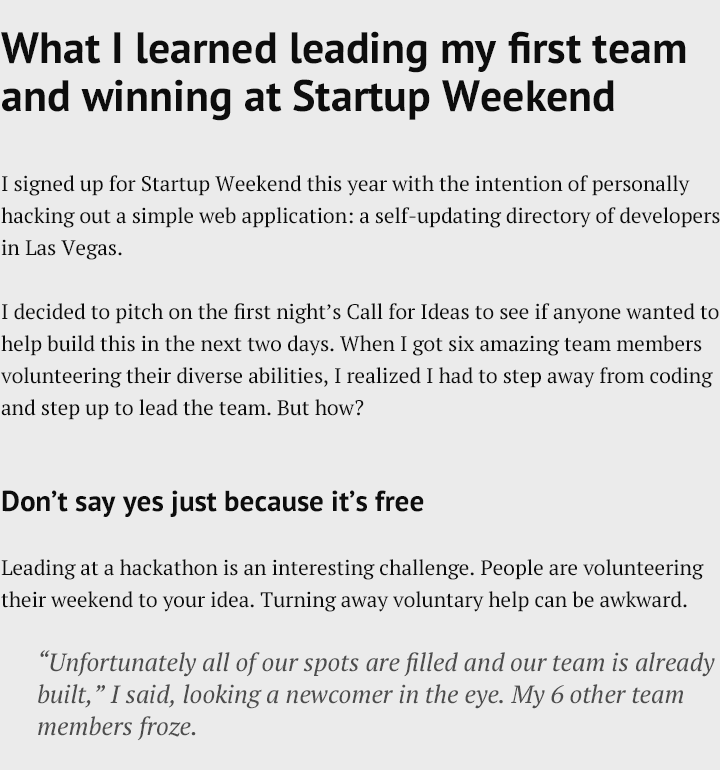 What I learned leading my first team
and winning at Startup Weekend
I signed up for Startup Weekend this year with the intention of personally
hacking out a simple web application: a self-updating directory of developers
in Las Vegas.
I decided to pitch on the first night’s Call for Ideas to see if anyone wanted to
help build this in the next two days. When I got six amazing team members
volunteering their diverse abilities, I realized I had to step away from coding
and step up to lead the team. But how?
Don’t say yes just because it’s free
Leading at a hackathon is an interesting challenge. People are volunteering
their weekend to your idea. Turning away voluntary help can be awkward.
“Unfortunately all of our spots are filled and our team is already
built,” I said, looking a newcomer in the eye. My 6 other team
members froze.